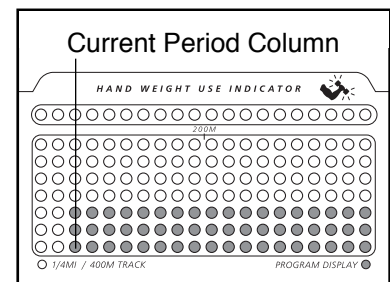 Current Period Column
HAND WEIGHT USE INDICATOR
200M
1/4MI / 400M TRACK
PROGRAM DISPLAY